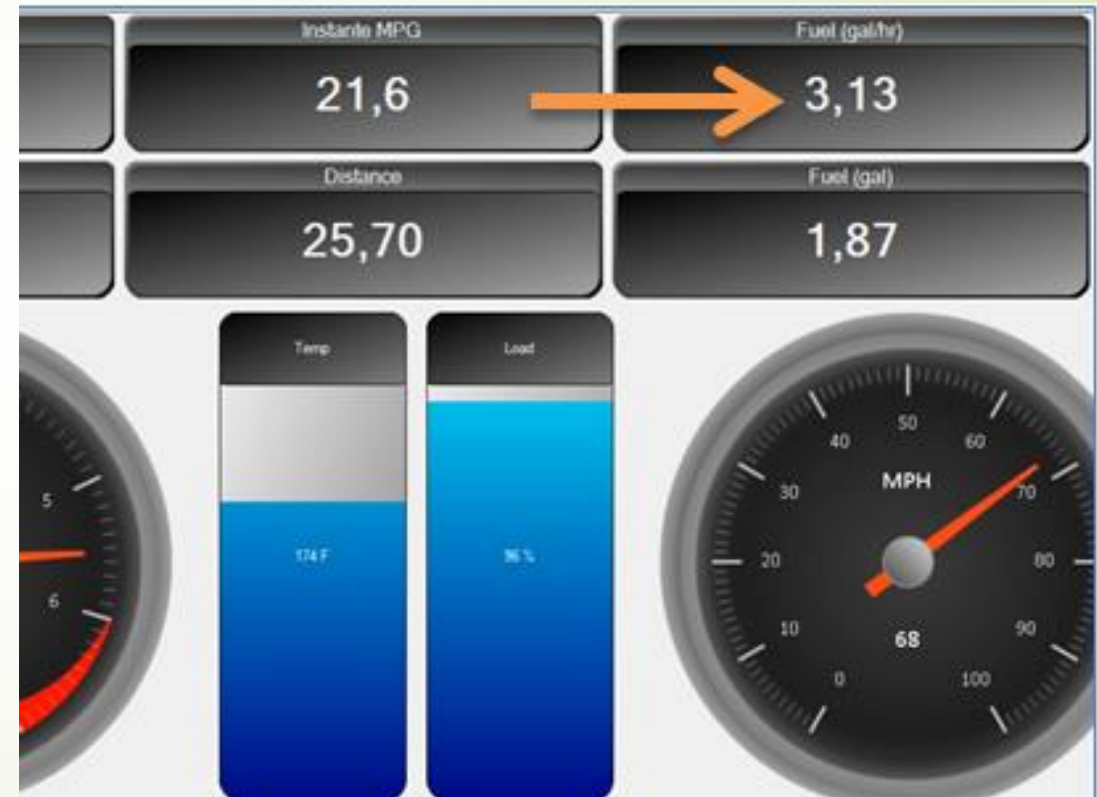 Instante MPG
Fuel (gal/hr)
21,6
3,13
Distance
Fuel (gal)
25,70
1,87
Temp
Load
174 F
96 %
5
6
MPH
0
10
20
30
40
50
60
70
80
90
100
68